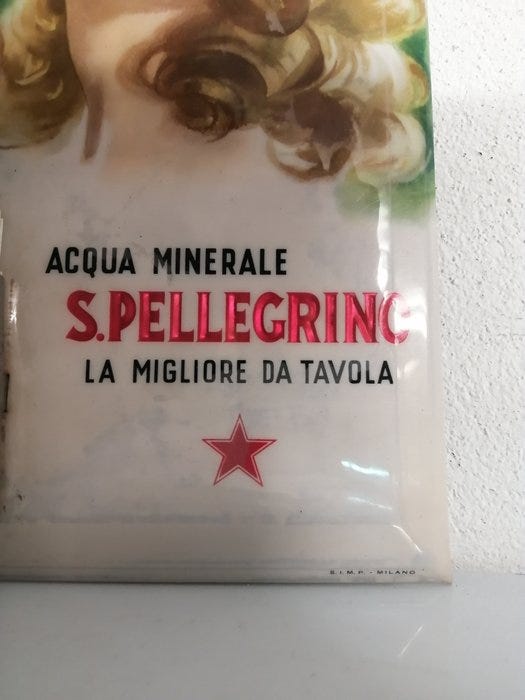 ACQUA MINERALE
S.PELLEGRINO
LA MIGLIORE DA TAVOLA
S.I.M.P. - MILANO